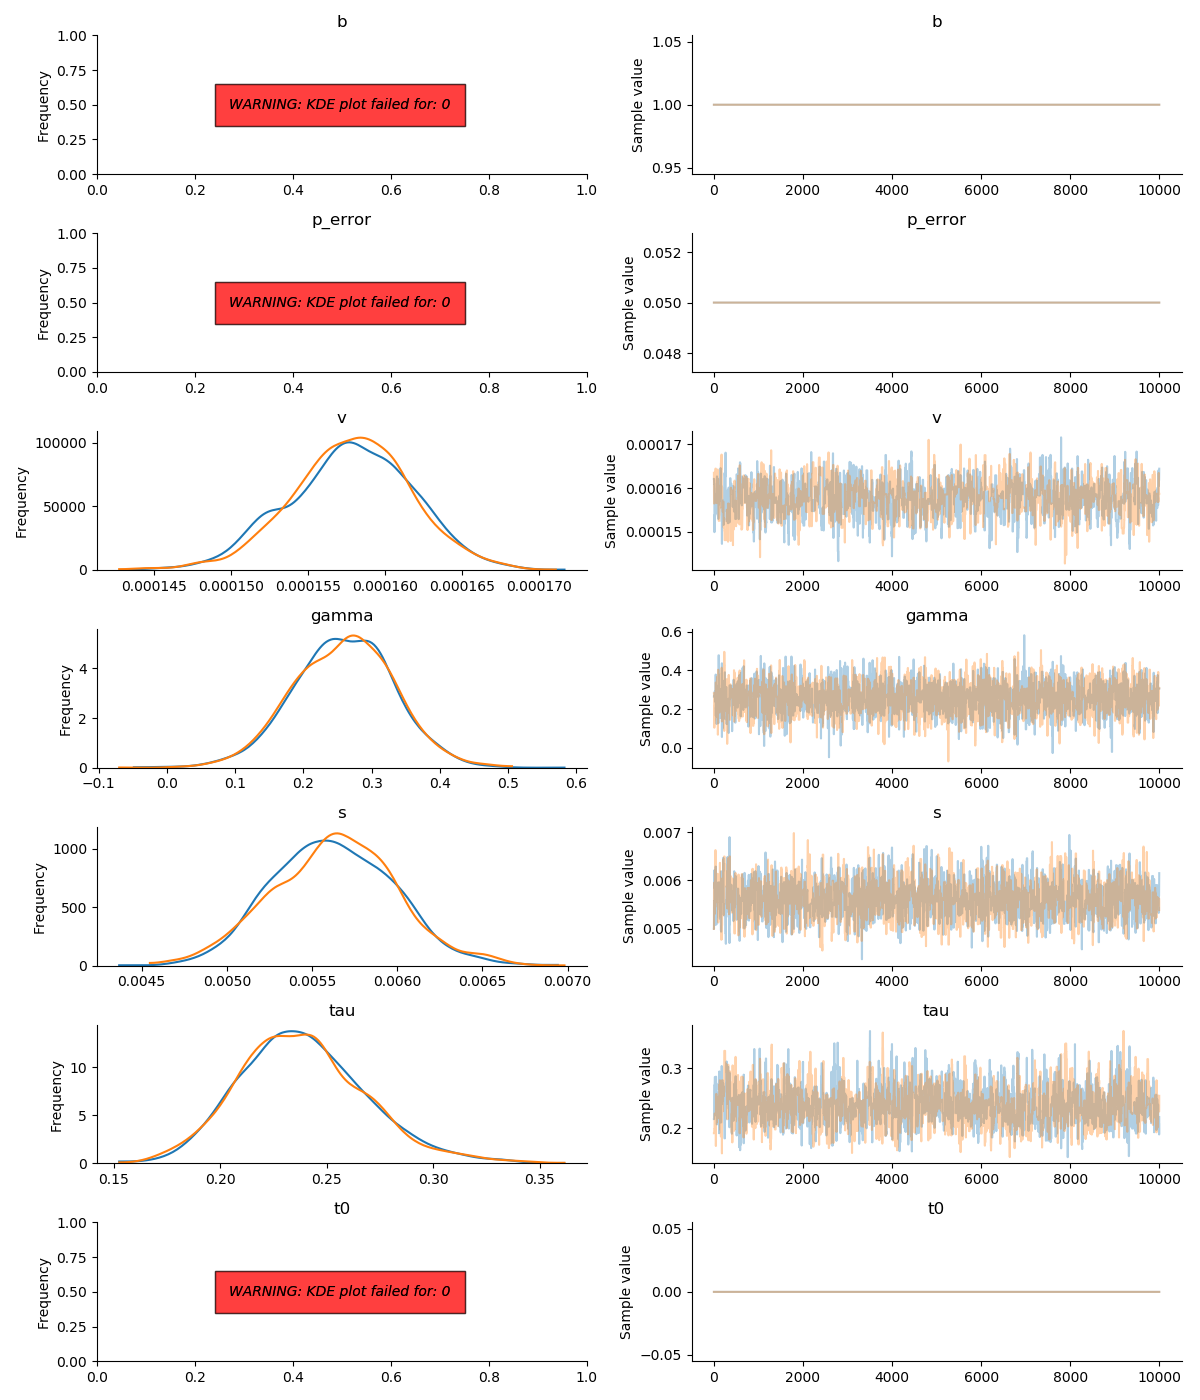 b
Frequency
1.00
0.75
0.50
0.25
0.00
WARNING: KDE plot failed for: 0
0.0 0.2 0.4 0.6 0.8 1.0
b
Sample value
1.05
1.00
0.95
0 2000 4000 6000 8000 10000
p_error
Frequency
1.00
0.75
0.50
0.25
0.00
WARNING: KDE plot failed for: 0
0.0 0.2 0.4 0.6 0.8 1.0
p_error
Sample value
0.052
0.050
0.048
0 2000 4000 6000 8000 10000
v
Frequency
100000
50000
0
0.000145 0.000150 0.000155 0.000160 0.000165 0.000170
v
Sample value
0.00017
0.00016
0.00015
0 2000 4000 6000 8000 10000
gamma
Frequency
4
2
0
−0.1 0.0 0.1 0.2 0.3 0.4 0.5 0.6
gamma
Sample value
0.6
0.4
0.2
0.0
0 2000 4000 6000 8000 10000
s
Frequency
1000
500
0
0.0045 0.0050 0.0055 0.0060 0.0065 0.0070
s
Sample value
0.007
0.006
0.005
0 2000 4000 6000 8000 10000
tau
Frequency
10
5
0
0.15 0.20 0.25 0.30 0.35
tau
Sample value
0.3
0.2
0 2000 4000 6000 8000 10000
t0
Frequency
1.00
0.75
0.50
0.25
0.00
WARNING: KDE plot failed for: 0
0.0 0.2 0.4 0.6 0.8 1.0
t0
Sample value
0.05
0.00
−0.05
0 2000 4000 6000 8000 10000